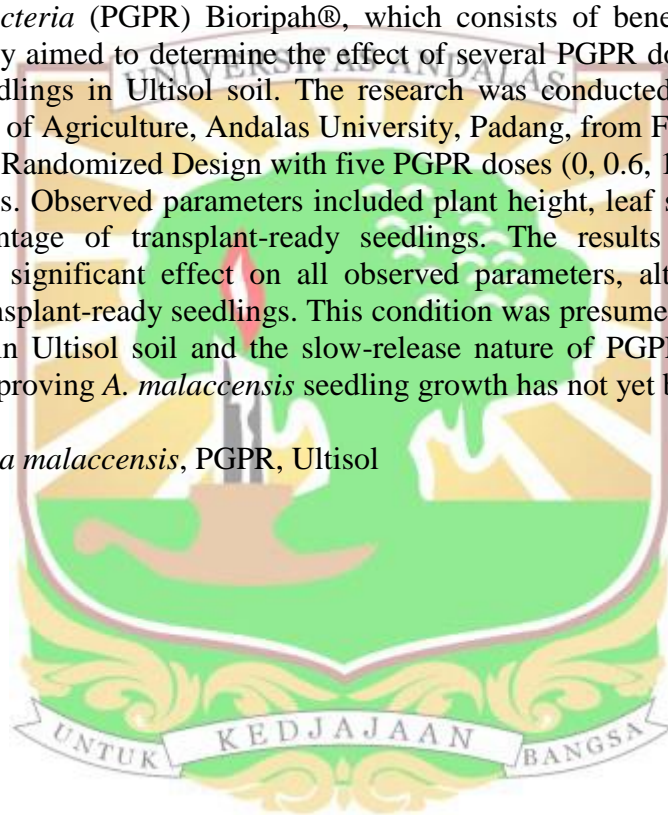 cteria (PGPR) Bioripah®, which consists of bene
y aimed to determine the effect of several PGPR do
UNIVERSITAS ANDALAS
edlings in Ultisol soil. The research was conducted
of Agriculture, Andalas University, Padang, from F
Randomized Design with five PGPR doses (0, 0.6, 1
s. Observed parameters included plant height, leaf s
ntage of transplant-ready seedlings. The results
significant effect on all observed parameters, alt
nsplant-ready seedlings. This condition was presume
in Ultisol soil and the slow-release nature of PGP
proving A. malaccensis seedling growth has not yet b
a malaccensis, PGPR, Ultisol
UNTUK KEDJAJAAN BANGSA